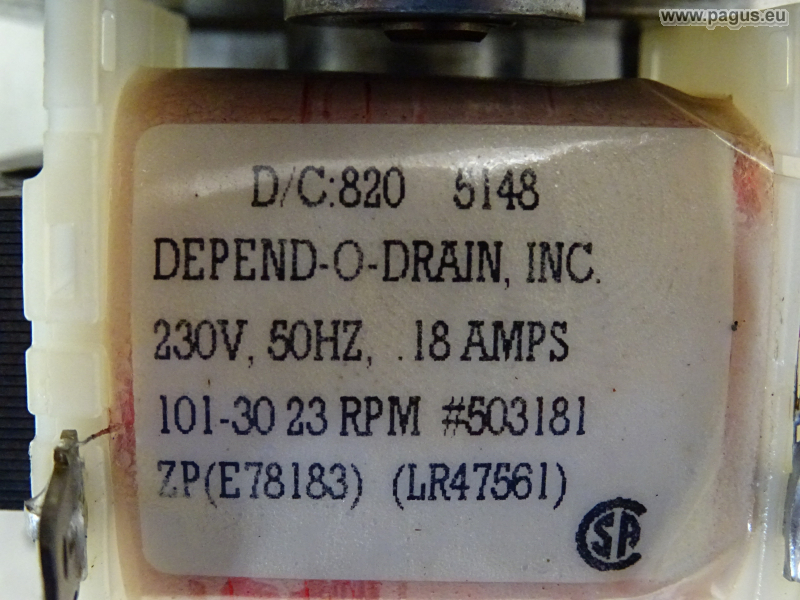 www.pagus.eu
D/C:820 5148
DEPEND-O-DRAIN, INC.
230V, 50HZ, .18 AMPS
101-30 23 RPM #503181
ZP(E78183) (LR47561)
SA